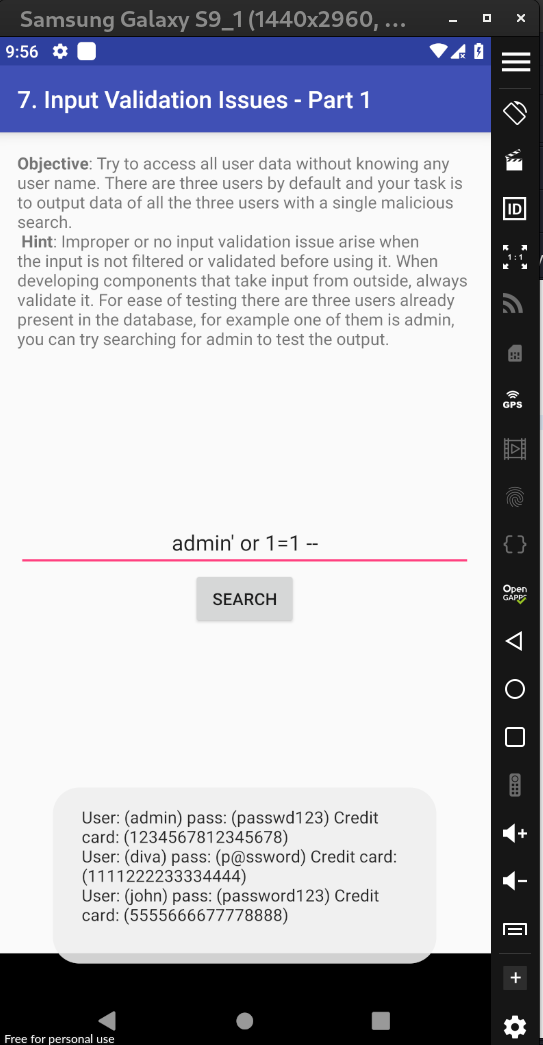 Samsung Galaxy S9_1 (1440x2960, ...
9:56
7. Input Validation Issues - Part 1
Objective: Try to access all user data without knowing any
user name. There are three users by default and your task is
to output data of all the three users with a single malicious
search.
Hint: Improper or no input validation issue arise when
the input is not filtered or validated before using it. When
developing components that take input from outside, always
validate it. For ease of testing there are three users already
present in the database, for example one of them is admin,
you can try searching for admin to test the output.
admin' or 1=1 --
SEARCH
User: (admin) pass: (passwd123) Credit
card: (1234567812345678)
User: (diva) pass: (p@ssword) Credit card:
(1111222233334444)
User: (john) pass: (password123) Credit
card: (5555666677778888)
Free for personal use
ID
1:1
GPS
Open
GAPPS